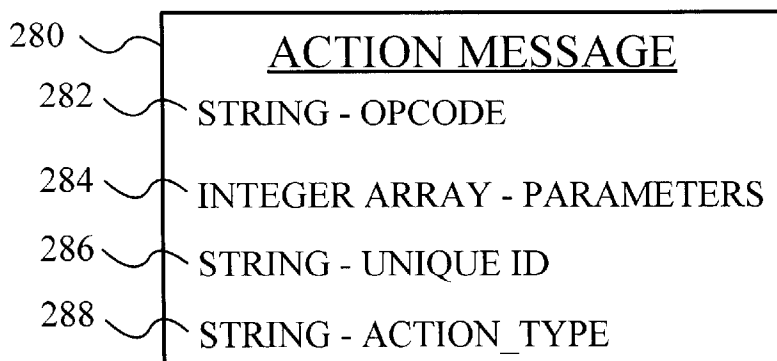 280 ACTION MESSAGE
282 STRING - OPCODE
284 INTEGER ARRAY - PARAMETERS
286 STRING - UNIQUE ID
288 STRING - ACTION_TYPE